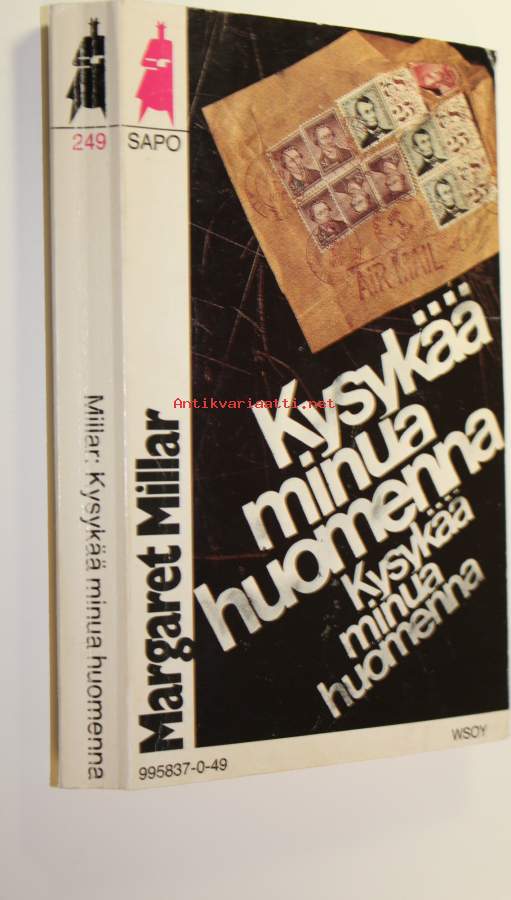 249
Millar: Kysykää minua huomenna
SAPO
Margaret Millar
AIR MAIL
Kysykää
minua
huomenna
Kysykää
minua
huomenna
WSOY
995837-0-49
Antikvariaatti.net